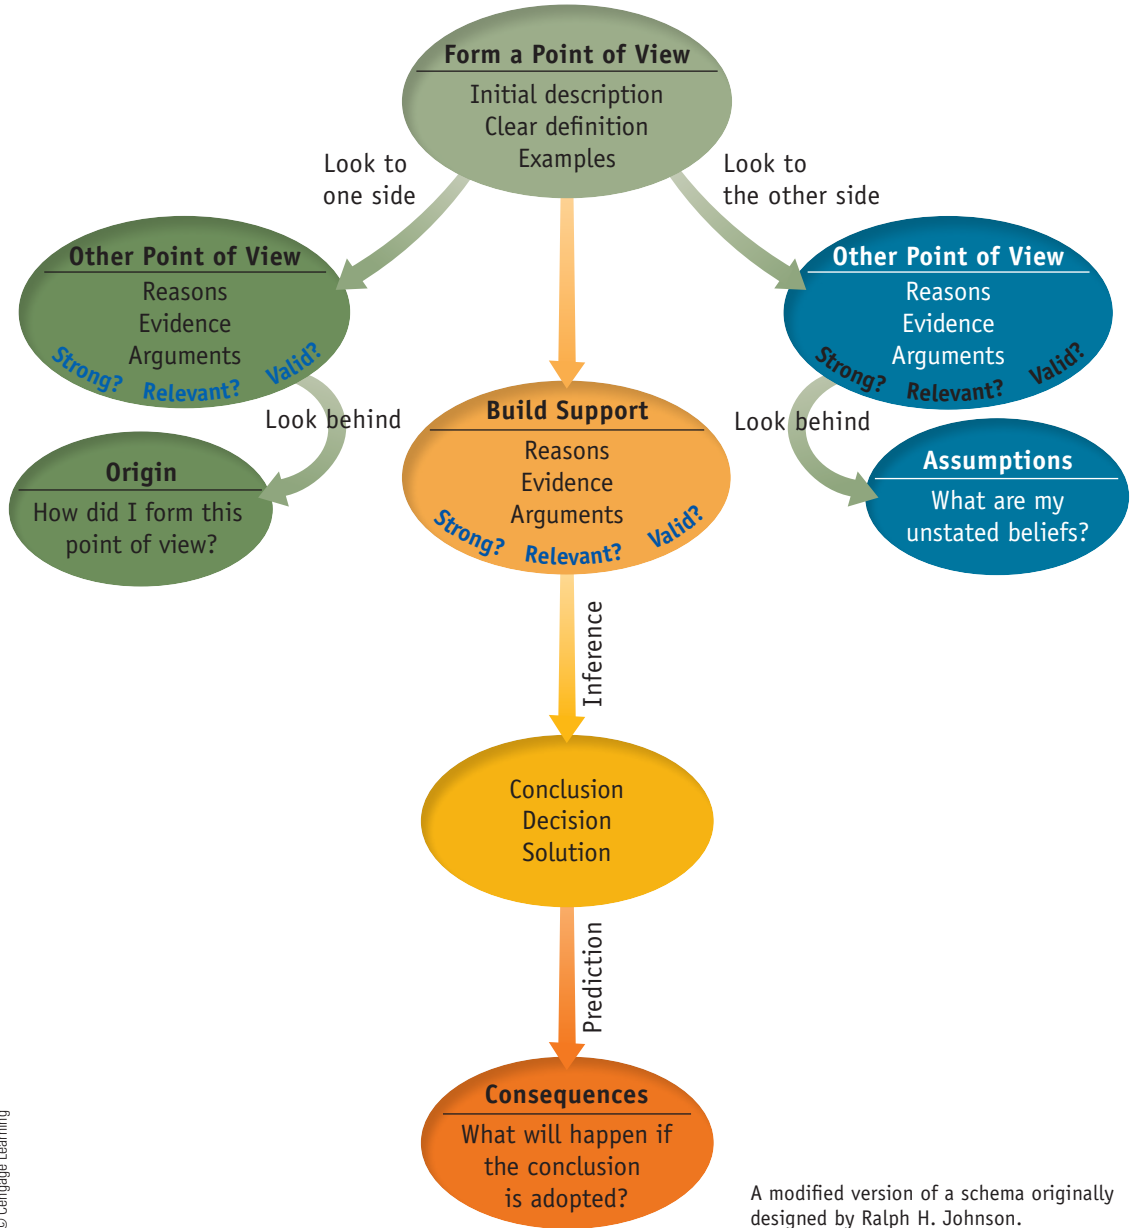 Form a Point of View
Initial description
Clear definition
Examples
Look to
one side
Look to
the other side
Other Point of View
Reasons
Evidence
Arguments
Strong? Relevant? Valid?
Other Point of View
Reasons
Evidence
Arguments
Strong? Relevant? Valid?
Look behind
Look behind
Build Support
Reasons
Evidence
Arguments
Strong? Relevant? Valid?
Origin
How did I form this
point of view?
Assumptions
What are my
unstated beliefs?
Inference
Conclusion
Decision
Solution
Prediction
Consequences
What will happen if
the conclusion
is adopted?
© Cengage Learning
A modified version of a schema originally
designed by Ralph H. Johnson.